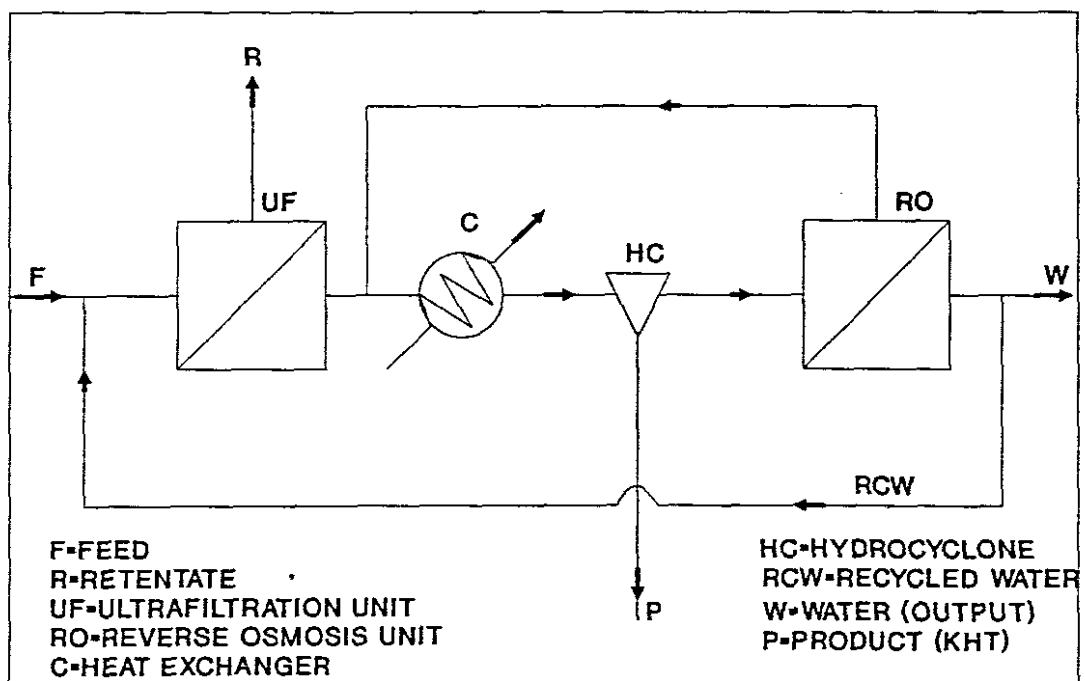 R
UF
C
HC
RO
F
W
RCW
P
F=FEED
R=RETENTATE
UF=ULTRAFILTRATION UNIT
RO=REVERSE OSMOSIS UNIT
C=HEAT EXCHANGER
HC=HYDROCYCLONE
RCW=RECYCLED WATER
W=WATER (OUTPUT)
P=PRODUCT (KHT)